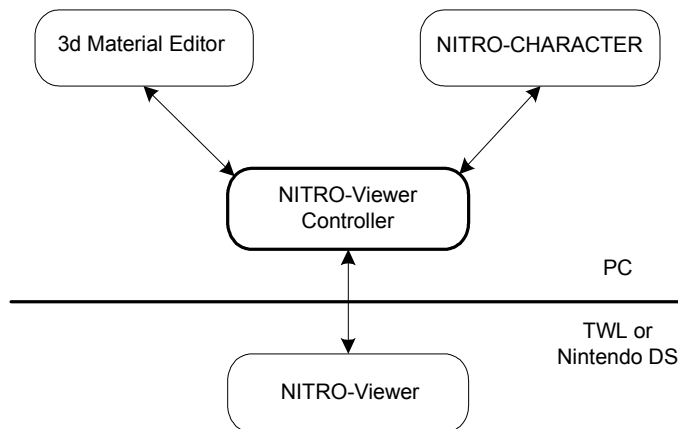 3d Material Editor
NITRO-CHARACTER
NITRO-Viewer
Controller
PC
TWL or
Nintendo DS
NITRO-Viewer